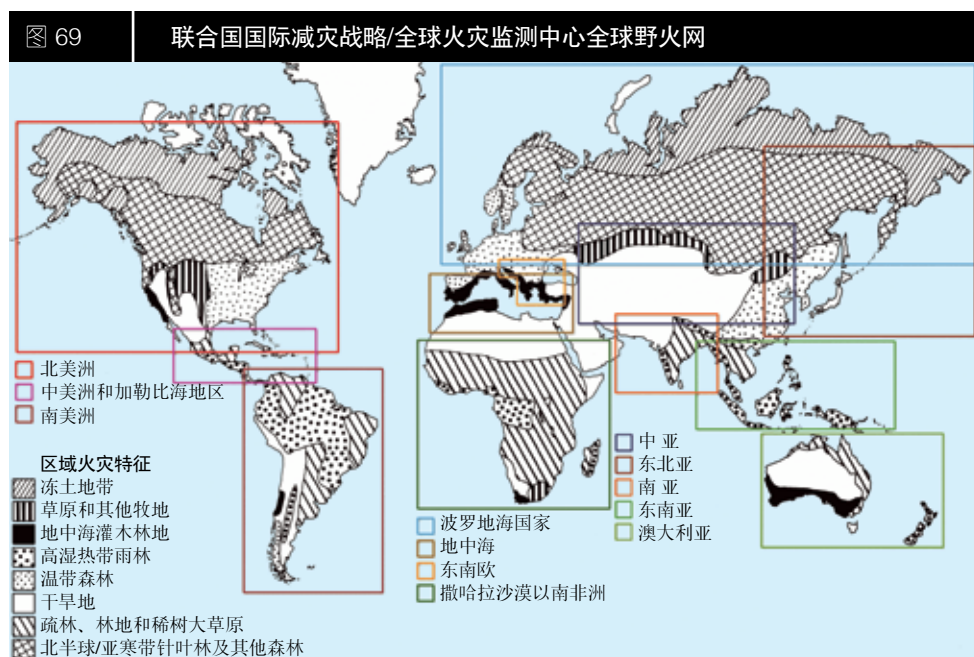 图 69
联合国国际减灾战略/全球火灾监测中心全球野火网
北美洲
中美洲和加勒比海地区
南美洲
区域火灾特征
冻土地带
草原和其他牧地
地中海灌木林地
高湿热带雨林
温带森林
干旱地
疏林、林地和稀树大草原
北半球/亚寒带针叶林及其他森林
波罗地海国家
地中海
东南欧
撒哈拉沙漠以南非洲
中 亚
东北亚
南 亚
东南亚
澳大利亚